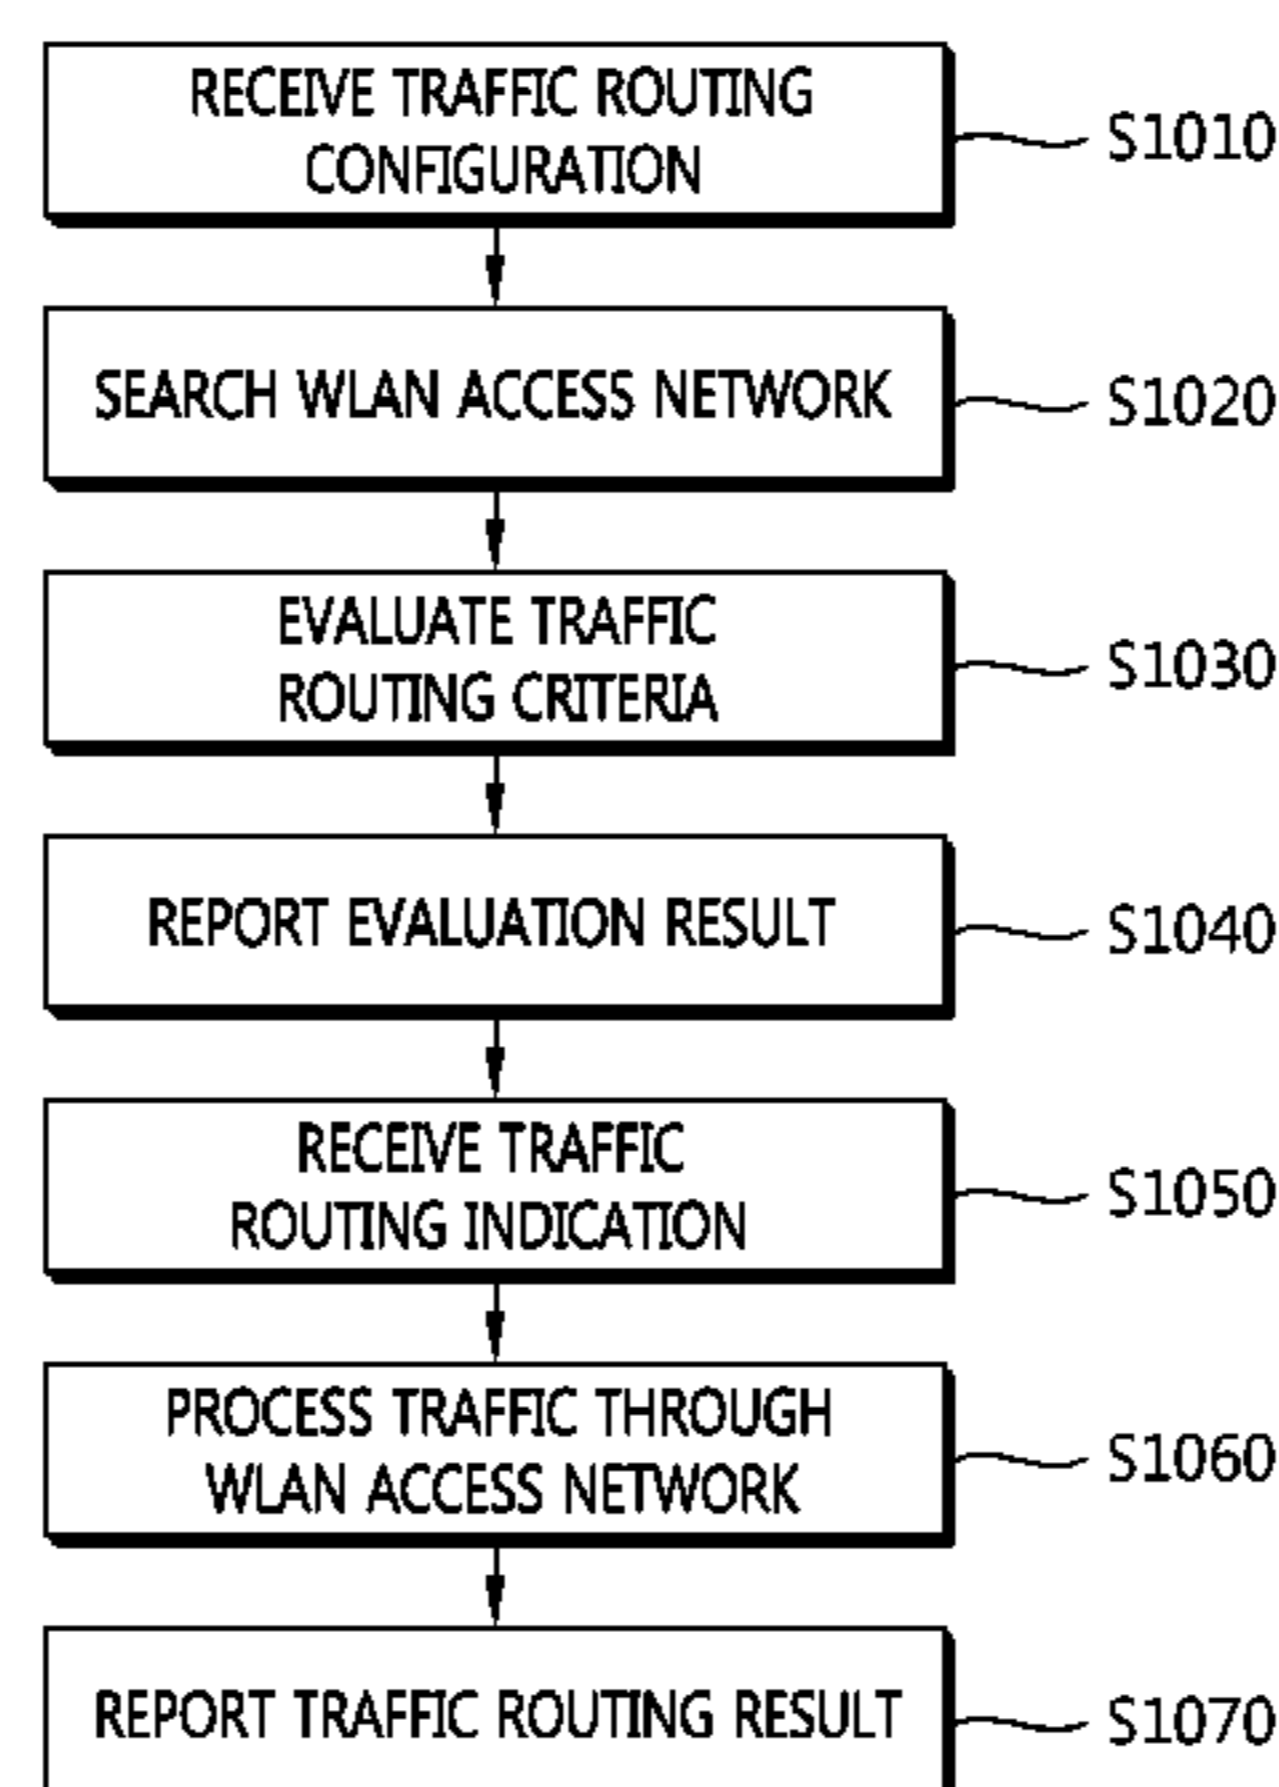 RECEIVE TRAFFIC ROUTING
CONFIGURATION
S1010
SEARCH WLAN ACCESS NETWORK
S1020
EVALUATE TRAFFIC
ROUTING CRITERIA
S1030
REPORT EVALUATION RESULT
S1040
RECEIVE TRAFFIC
ROUTING INDICATION
S1050
PROCESS TRAFFIC THROUGH
WLAN ACCESS NETWORK
S1060
REPORT TRAFFIC ROUTING RESULT
S1070